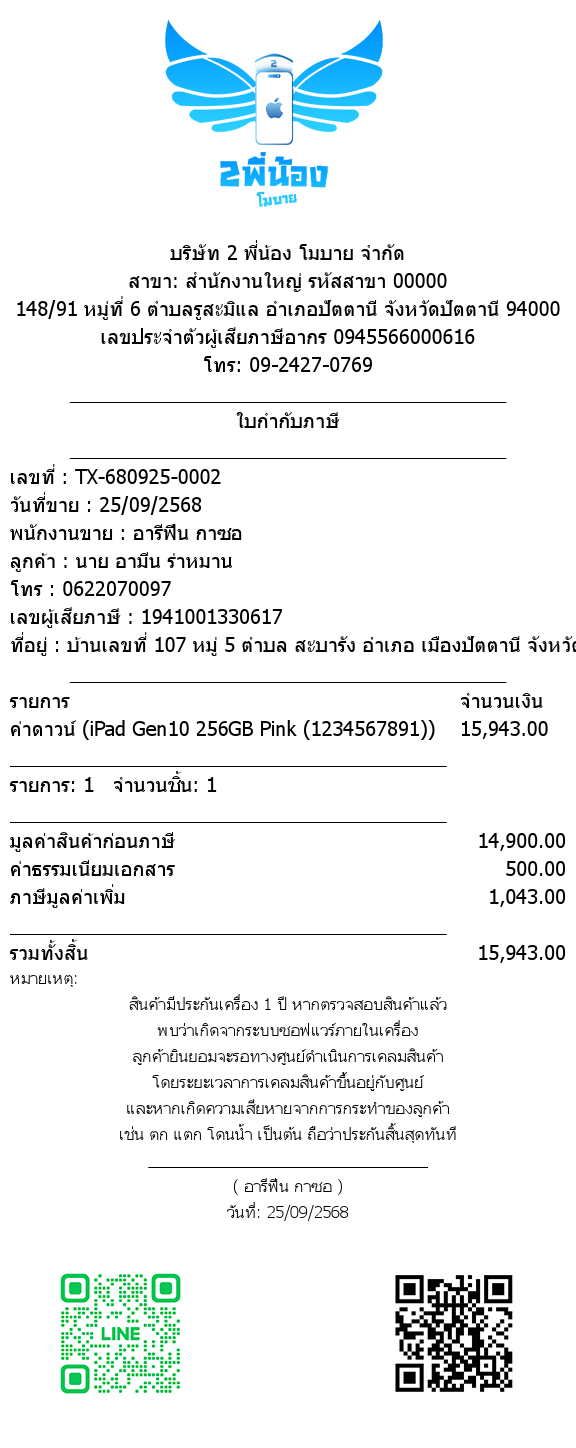 2
2พี่น้อง
โมบาย
บริษัท 2 พี่น้อง โมบาย จำกัด
สาขา: สำนักงานใหญ่ รหัสสาขา 00000
148/91 หมู่ที่ 6 ตำบลรูสะมิแล อำเภอปัตตานี จังหวัดปัตตานี 94000
เลขประจำตัวผู้เสียภาษีอากร 0945566000616
โทร: 09-2427-0769
ใบกำกับภาษี
เลขที่ : TX-680925-0002
วันที่ขาย : 25/09/2568
พนักงานขาย : อารีฟีน กาซอ
ลูกค้า : นาย อามีน ร่าหมาน
โทร : 0622070097
เลขผู้เสียภาษี : 1941001330617
ที่อยู่ : บ้านเลขที่ 107 หมู่ 5 ตำบล สะบารัง อำเภอ เมืองปัตตานี จังหวัด
รายการ จำนวนเงิน
ค่าดาวน์ (iPad Gen10 256GB Pink (1234567891)) 15,943.00
รายการ: 1 จำนวนชิ้น: 1
มูลค่าสินค้าก่อนภาษี 14,900.00
ค่าธรรมเนียมเอกสาร 500.00
ภาษีมูลค่าเพิ่ม 1,043.00
รวมทั้งสิ้น 15,943.00
หมายเหตุ:
สินค้ามีประกันเครื่อง 1 ปี หากตรวจสอบสินค้าแล้ว
พบว่าเกิดจากระบบซอฟแวร์ภายในเครื่อง
ลูกค้ายินยอมจะรอทางศูนย์ดำเนินการเคลมสินค้า
โดยระยะเวลาการเคลมสินค้าขึ้นอยู่กับศูนย์
และหากเกิดความเสียหายจากการกระทำของลูกค้า
เช่น ตก แตก โดนน้ำ เป็นต้น ถือว่าประกันสิ้นสุดทันที
( อารีฟีน กาซอ )
วันที่: 25/09/2568
LINE